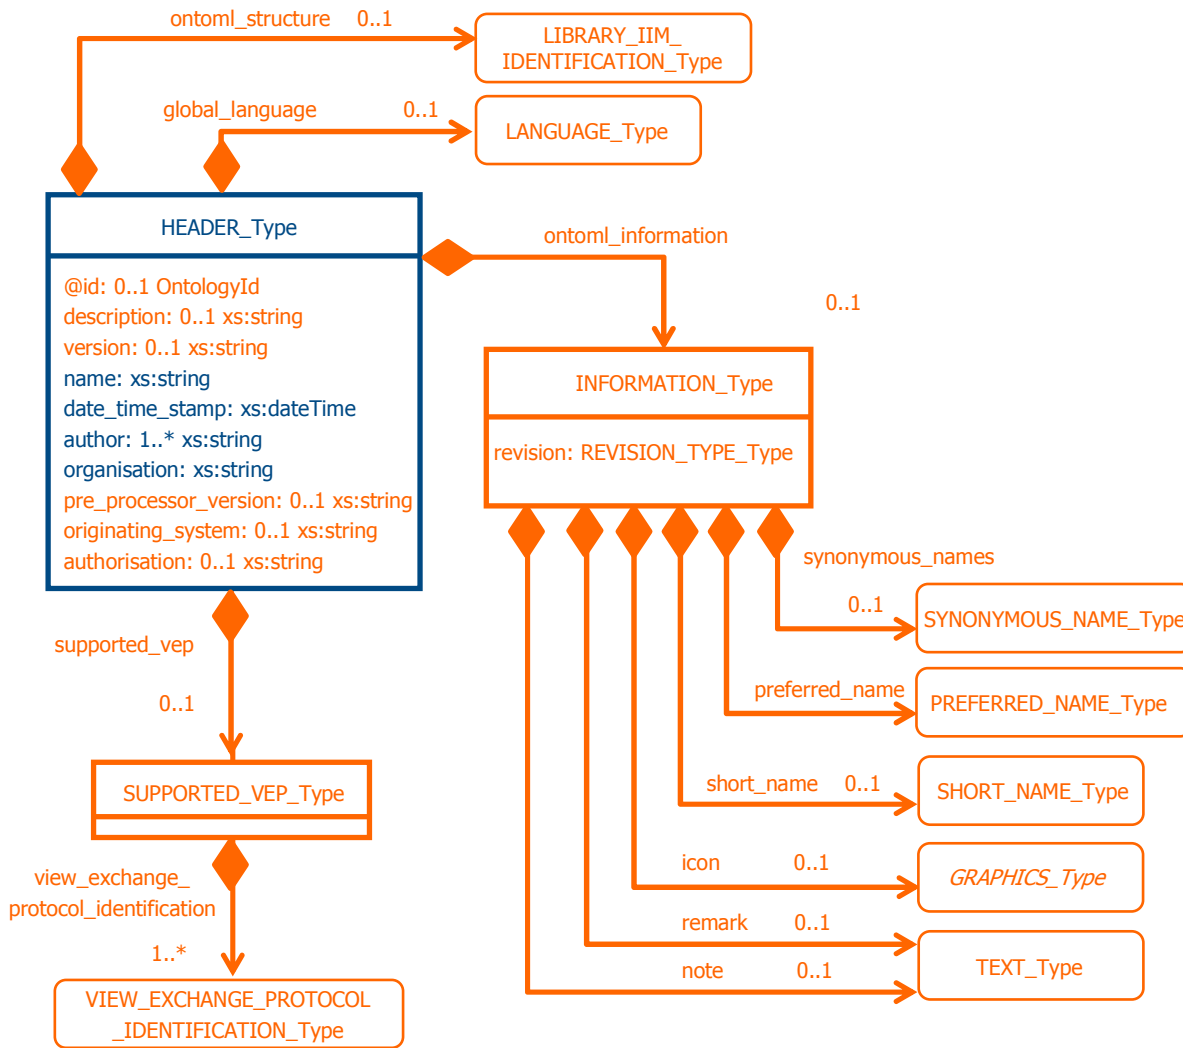 ontoml_structure 0..1
LIBRARY_IIM_
IDENTIFICATION_Type
global_language 0..1
LANGUAGE_Type
HEADER_Type
@id: 0..1 OntologyId
description: 0..1 xs:string
version: 0..1 xs:string
name: xs:string
date_time_stamp: xs:dateTime
author: 1..* xs:string
organisation: xs:string
pre_processor_version: 0..1 xs:string
originating_system: 0..1 xs:string
authorisation: 0..1 xs:string
ontoml_information
0..1
INFORMATION_Type
revision: REVISION_TYPE_Type
synonymous_names
0..1
SYNONYMOUS_NAME_Type
preferred_name
PREFERRED_NAME_Type
short_name 0..1
SHORT_NAME_Type
icon 0..1
GRAPHICS_Type
remark 0..1
note 0..1
TEXT_Type
supported_vep
0..1
SUPPORTED_VEP_Type
view_exchange_
protocol_identification
1..*
VIEW_EXCHANGE_PROTOCOL
_IDENTIFICATION_Type